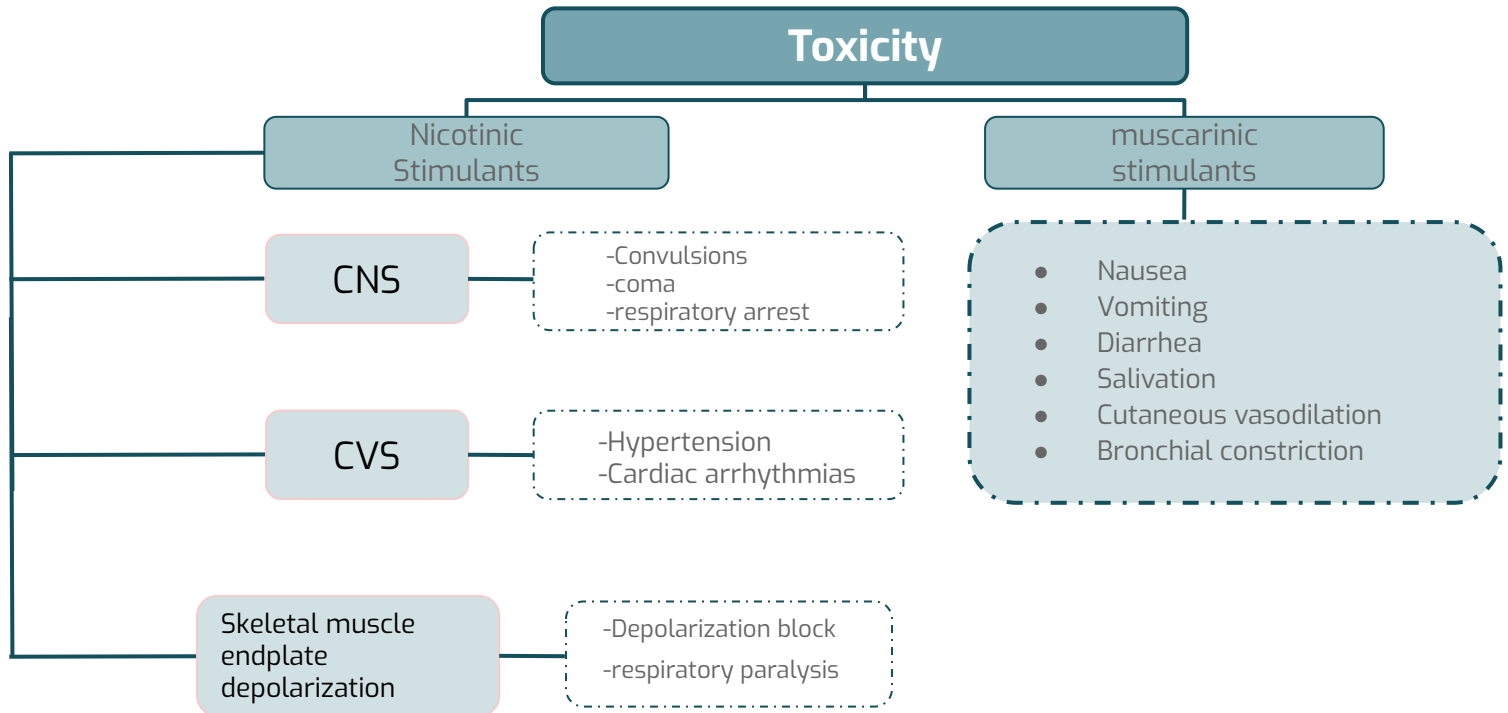 Toxicity
Nicotinic
Stimulants
muscarinic
stimulants
CNS
-Convulsions
-coma
-respiratory arrest
CVS
-Hypertension
-Cardiac arrhythmias
Skeletal muscle
endplate
depolarization
-Depolarization block
-respiratory paralysis
● Nausea
● Vomiting
● Diarrhea
● Salivation
● Cutaneous vasodilation
● Bronchial constriction